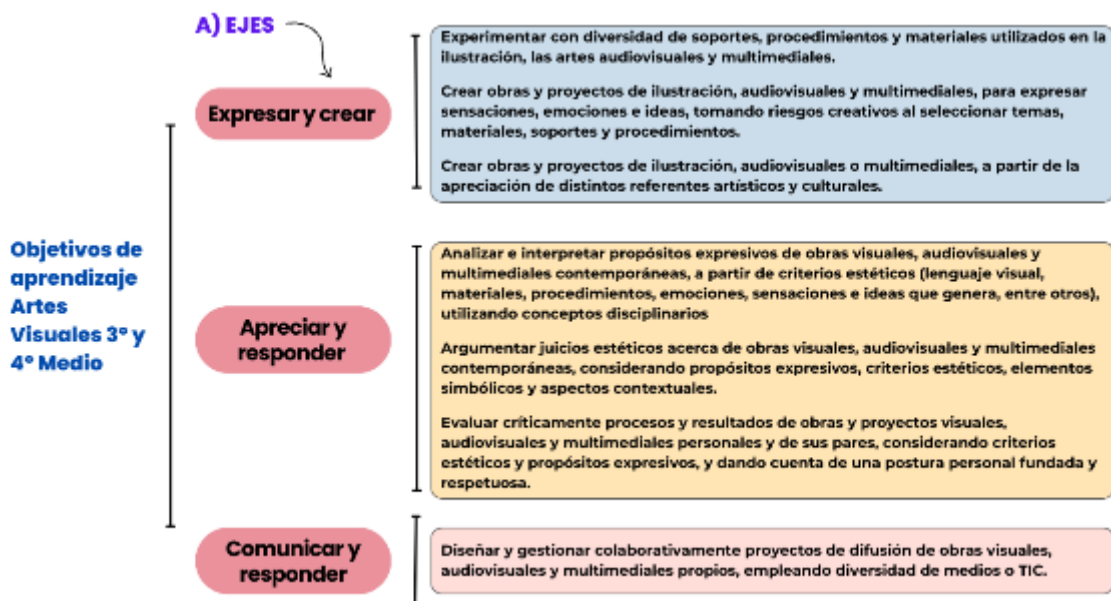 A) EJES
Objetivos de
aprendizaje
Artes
Visuales 3° y
4° Medio
Expresar y crear
Experimentar con diversidad de soportes, procedimientos y materiales utilizados en la
ilustración, las artes audiovisuales y multimediales.
Crear obras y proyectos de ilustración, audiovisuales y multimediales, para expresar
sensaciones, emociones e ideas, tomando riesgos creativos al seleccionar temas,
materiales, soportes y procedimientos.
Crear obras y proyectos de ilustración, audiovisuales o multimediales, a partir de la
apreciación de distintos referentes artísticos y culturales.
Apreciar y
responder
Analizar e interpretar propósitos expresivos de obras visuales, audiovisuales y
multimediales contemporáneas, a partir de criterios estéticos (lenguaje visual,
materiales, procedimientos, emociones, sensaciones e ideas que genera, entre otros),
utilizando conceptos disciplinarios
Argumentar juicios estéticos acerca de obras visuales, audiovisuales y multimediales
contemporáneas, considerando propósitos expresivos, criterios estéticos, elementos
simbólicos y aspectos contextuales.
Evaluar críticamente procesos y resultados de obras y proyectos visuales,
audiovisuales y multimediales personales y de sus pares, considerando criterios
estéticos y propósitos expresivos, y dando cuenta de una postura personal fundada y
respetuosa.
Comunicar y
responder
Diseñar y gestionar colaborativamente proyectos de difusión de obras visuales,
audiovisuales y multimediales propios, empleando diversidad de medios o TIC.